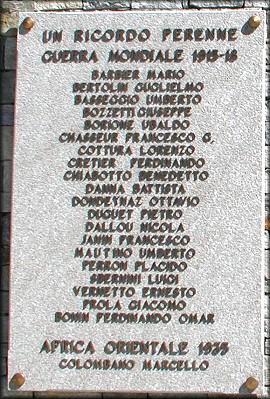 UN RICORDO PERENNE
GUERRA MONDIALE 1915-18
BARBIER MARIO
BERTOLIN GUGLIELMO
BASSEGGIO UMBERTO
BOZZETTI GIUSEPPE
BORIONE UBALDO
CHASSEUR FRANCESCO G.
COTTURA LORENZO
CRETIER FERDINANDO
CHIABOTTO BENEDETTO
DANNA BATTISTA
DONDEYNAZ OTTAVIO
DUGUET PIETRO
DALLOU NICOLA
JANIN FRANCESCO
MAUTINO UMBERTO
PERRON PLACIDO
SBERNINI LUIGI
VERNETTO ERNESTO
PROLA GIACOMO
BONIN FERDINANDO OMAR
AFRICA ORIENTALE 1935
COLOMBANO MARCELLO